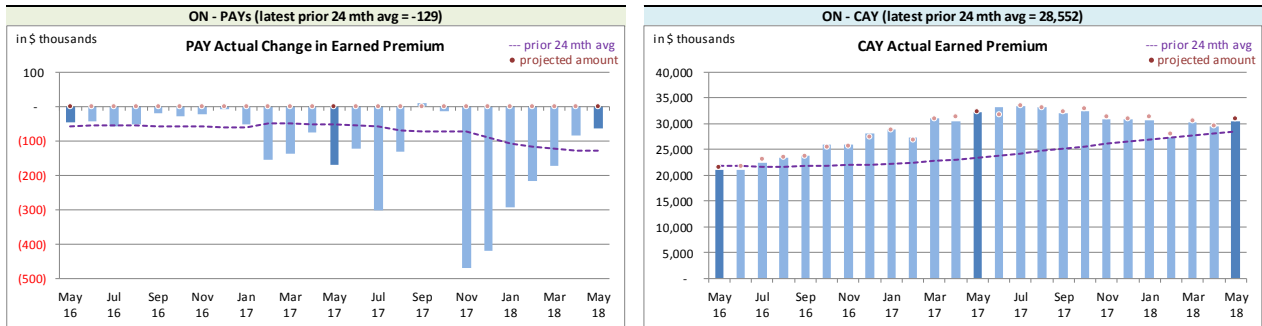 ON - PAYs (latest prior 24 mth avg = -129)
in $ thousands
PAY Actual Change in Earned Premium
--- prior 24 mth avg
• projected amount
100
-
(100)
(200)
(300)
(400)
(500)
May Jul Sep Nov Jan Mar May Jul Sep Nov Jan Mar May
16 16 16 16 17 17 17 17 17 17 18 18 18
ON - CAY (latest prior 24 mth avg = 28,552)
in $ thousands
CAY Actual Earned Premium
--- prior 24 mth avg
• projected amount
40,000
35,000
30,000
25,000
20,000
15,000
10,000
5,000
-
May Jul Sep Nov Jan Mar May Jul Sep Nov Jan Mar May
16 16 16 16 17 17 17 17 17 17 18 18 18